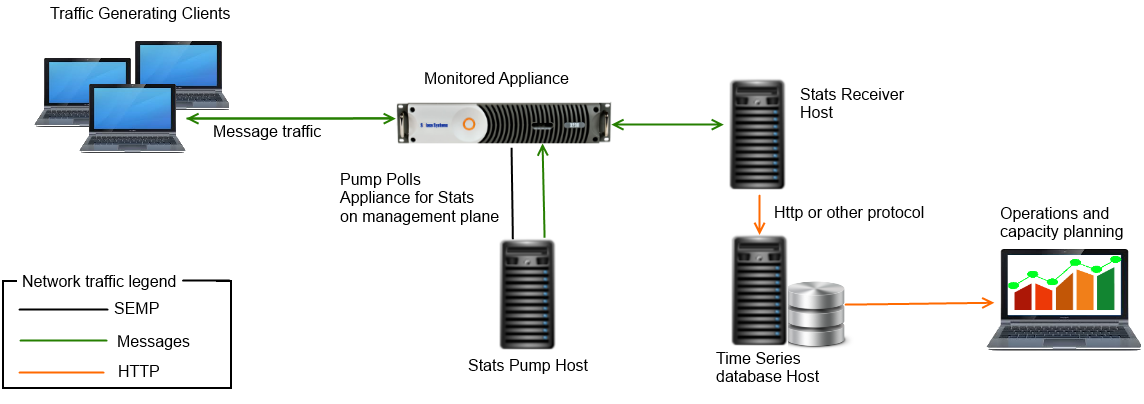 Traffic Generating Clients
Monitored Appliance
Message traffic
Stats Receiver
Host
Pump Polls
Appliance for Stats
on management plane
Http or other protocol
Operations and
capacity planning
Network traffic legend
SEMP
Messages
HTTP
Stats Pump Host
Time Series
database Host